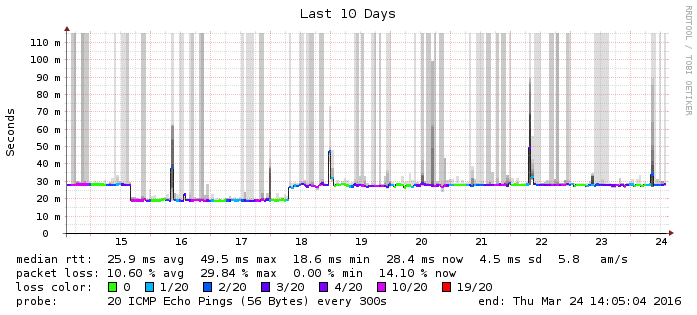 Last 10 Days
RRDTOOL / TOBI OETIKER
Seconds
110 m
100 m
90 m
80 m
70 m
60 m
50 m
40 m
30 m
20 m
10 m
0
15 16 17 18 19 20 21 22 23 24
median rtt: 25.9 ms avg 49.5 ms max 18.6 ms min 28.4 ms now 4.5 ms sd 5.8 am/s
packet loss: 10.60 % avg 29.84 % max 0.00 % min 14.10 % now
loss color: 0 1/20 2/20 3/20 4/20 10/20 19/20
probe: 20 ICMP Echo Pings (56 Bytes) every 300s end: Thu Mar 24 14:05:04 2016